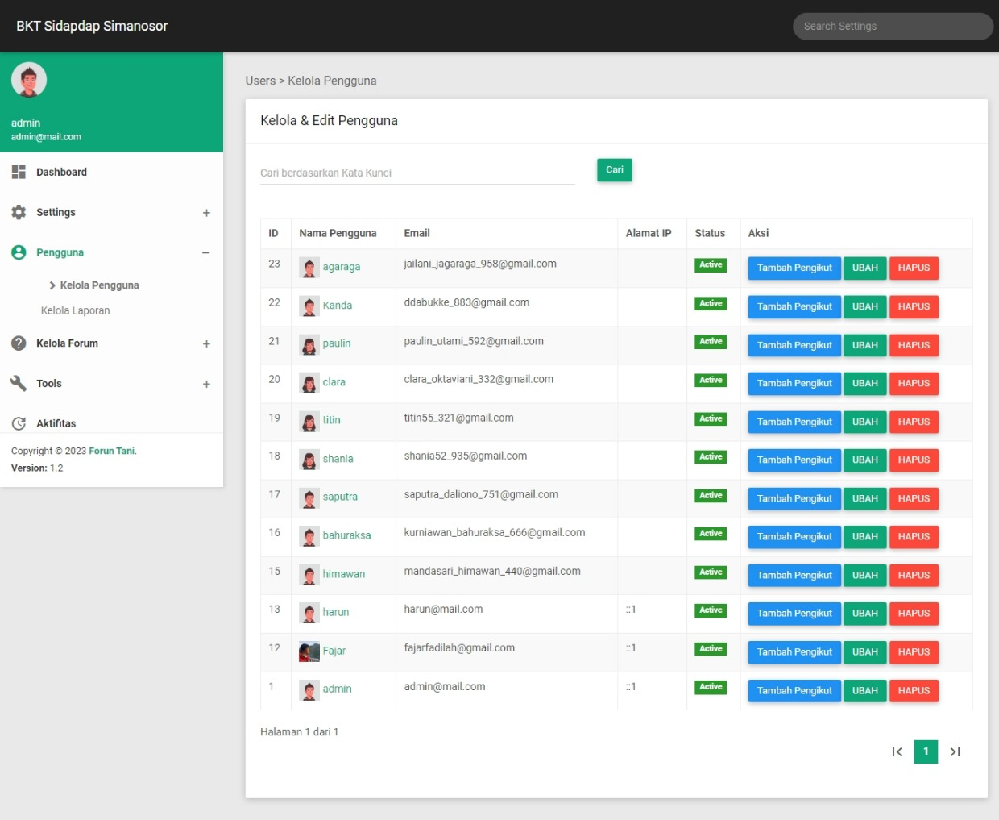 BKT Sidapdap Simanosor
Search Settings
admin
admin@mail.com
Dashboard
Settings +
Pengguna −
Kelola Pengguna
Kelola Laporan
Kelola Forum +
Tools +
Aktifitas
Copyright © 2023 Forun Tani.
Version: 1.2
Users > Kelola Pengguna
Kelola & Edit Pengguna
Cari berdasarkan Kata Kunci Cari
ID Nama Pengguna Email Alamat IP Status Aksi
23 agaraga jailani_jagaraga_958@gmail.com Active Tambah Pengikut UBAH HAPUS
22 Kanda ddabukke_883@gmail.com Active Tambah Pengikut UBAH HAPUS
21 paulin paulin_utami_592@gmail.com Active Tambah Pengikut UBAH HAPUS
20 clara clara_oktaviani_332@gmail.com Active Tambah Pengikut UBAH HAPUS
19 titin titin55_321@gmail.com Active Tambah Pengikut UBAH HAPUS
18 shania shania52_935@gmail.com Active Tambah Pengikut UBAH HAPUS
17 saputra saputra_daliono_751@gmail.com Active Tambah Pengikut UBAH HAPUS
16 bahuraksa kurniawan_bahuraksa_666@gmail.com Active Tambah Pengikut UBAH HAPUS
15 himawan mandasari_himawan_440@gmail.com Active Tambah Pengikut UBAH HAPUS
13 harun harun@mail.com ::1 Active Tambah Pengikut UBAH HAPUS
12 Fajar fajarfadilah@gmail.com ::1 Active Tambah Pengikut UBAH HAPUS
1 admin admin@mail.com ::1 Active Tambah Pengikut UBAH HAPUS
Halaman 1 dari 1
1